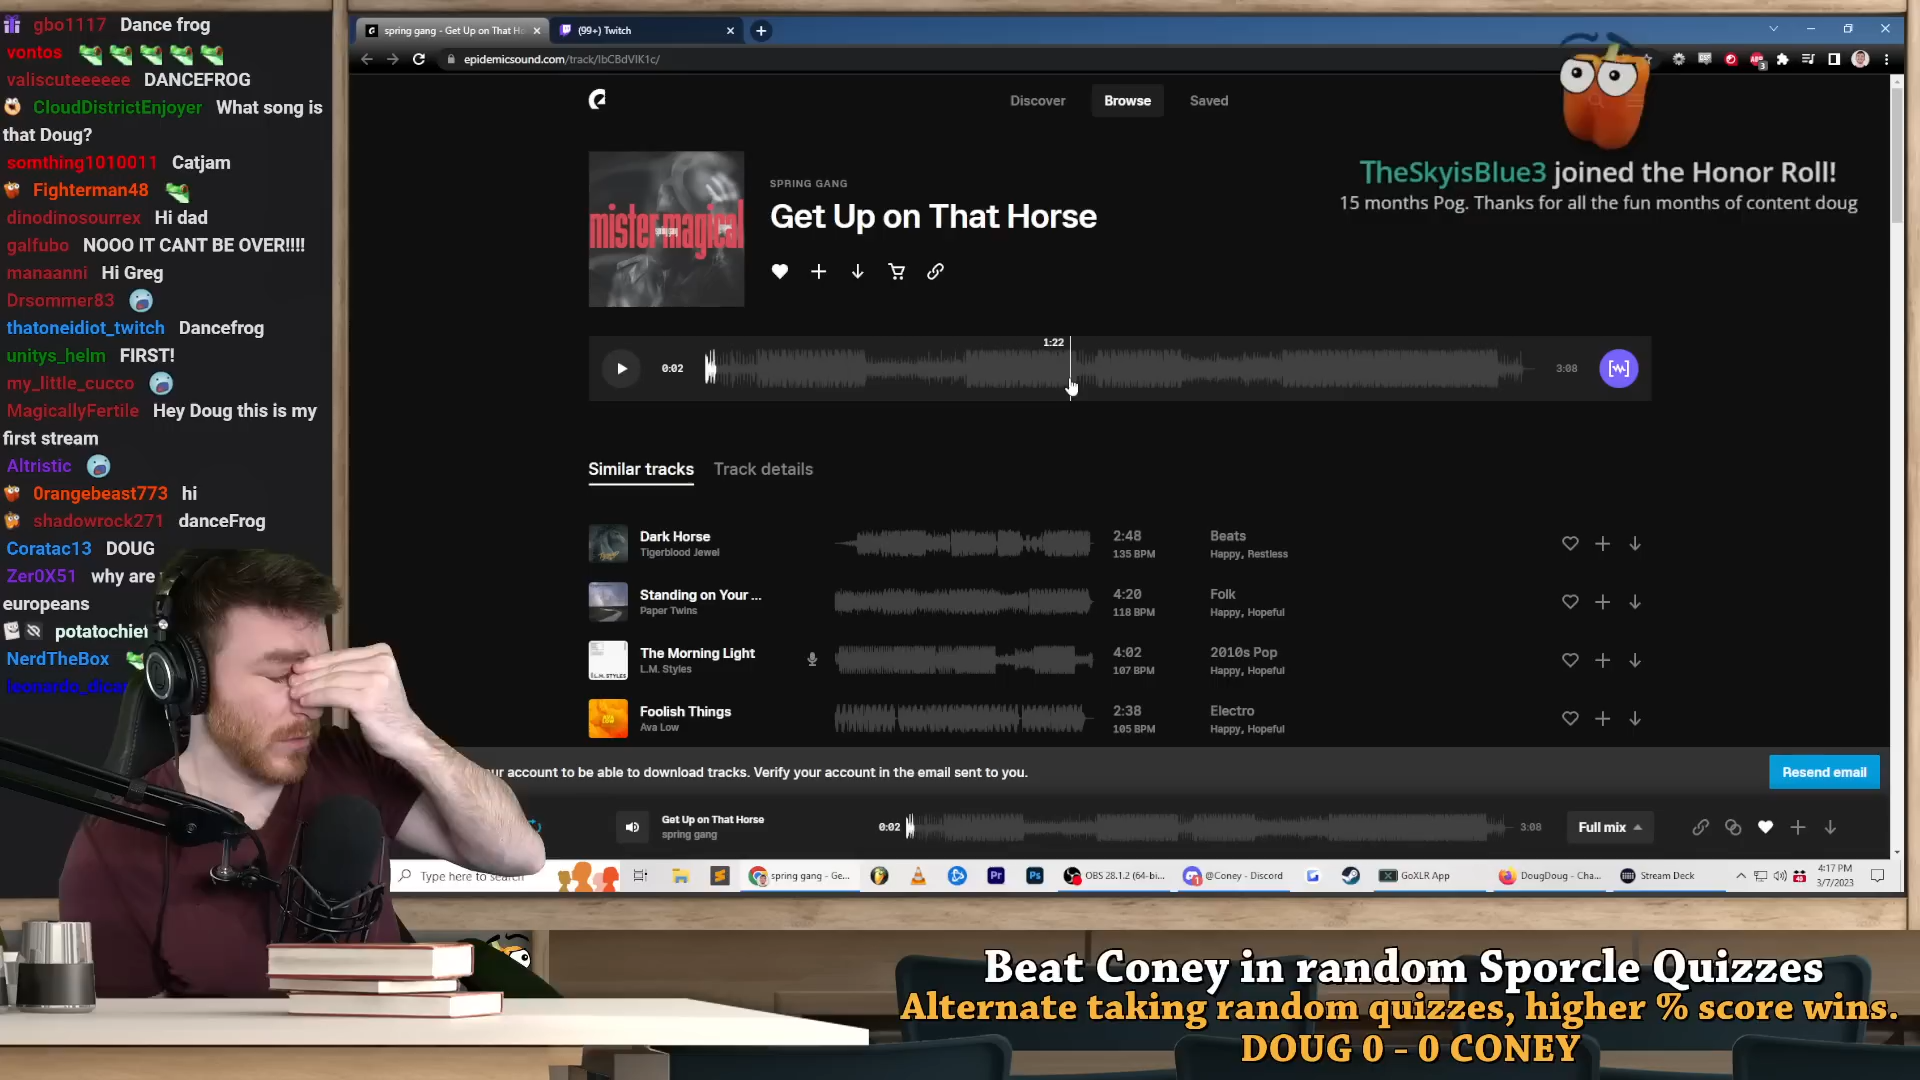 gbo1117 Dance frog
vontos
valiscuteeeeee DANCEFROG
CloudDistrictEnjoyer What song is
that Doug?
somthing1010011 Catjam
Fighterman48
dinodinosourrex Hi dad
galfubo NOOO IT CANT BE OVER!!!!
manaanni Hi Greg
Drsommer83
thatoneidiot_twitch Dancefrog
unitys_helm FIRST!
my_little_cucco
MagicallyFertile Hey Doug this is my
first stream
Altristic
0rangebeast773 hi
shadowrock271 danceFrog
Coratac13 DOUG
Zer0X51 why are
europeans
potatochief
NerdTheBox
spring gang - Get Up on That Ho
(99+) Twitch
epidemicsound.com/track/lbCBdVIK1c/
Discover Browse Saved
TheSkyisBlue3 joined the Honor Roll!
15 months Pog. Thanks for all the fun months of content doug
mister magical
SPRING GANG
Get Up on That Horse
1:22
0:02
3:08
Similar tracks Track details
Dark Horse
Tigerblood Jewel
2:48
135 BPM
Beats
Happy, Restless
Standing on Your ...
Paper Twins
4:20
118 BPM
Folk
Happy, Hopeful
The Morning Light
L.M. Styles
4:02
107 BPM
2010s Pop
Happy, Hopeful
Foolish Things
Ava Low
2:38
105 BPM
Electro
Happy, Hopeful
ur account to be able to download tracks. Verify your account in the email sent to you.
Resend email
Get Up on That Horse
spring gang
0:02
3:08
Full mix
Type here to search
spring gang - Ge...
Pr
Ps
OBS 28.1.2 (64-bi...
@Coney - Discord
GoXLR App
DougDoug - Cha...
Stream Deck
4:17 PM
3/7/2023
Beat Coney in random Sporcle Quizzes
Alternate taking random quizzes, higher % score wins.
DOUG 0 - 0 CONEY